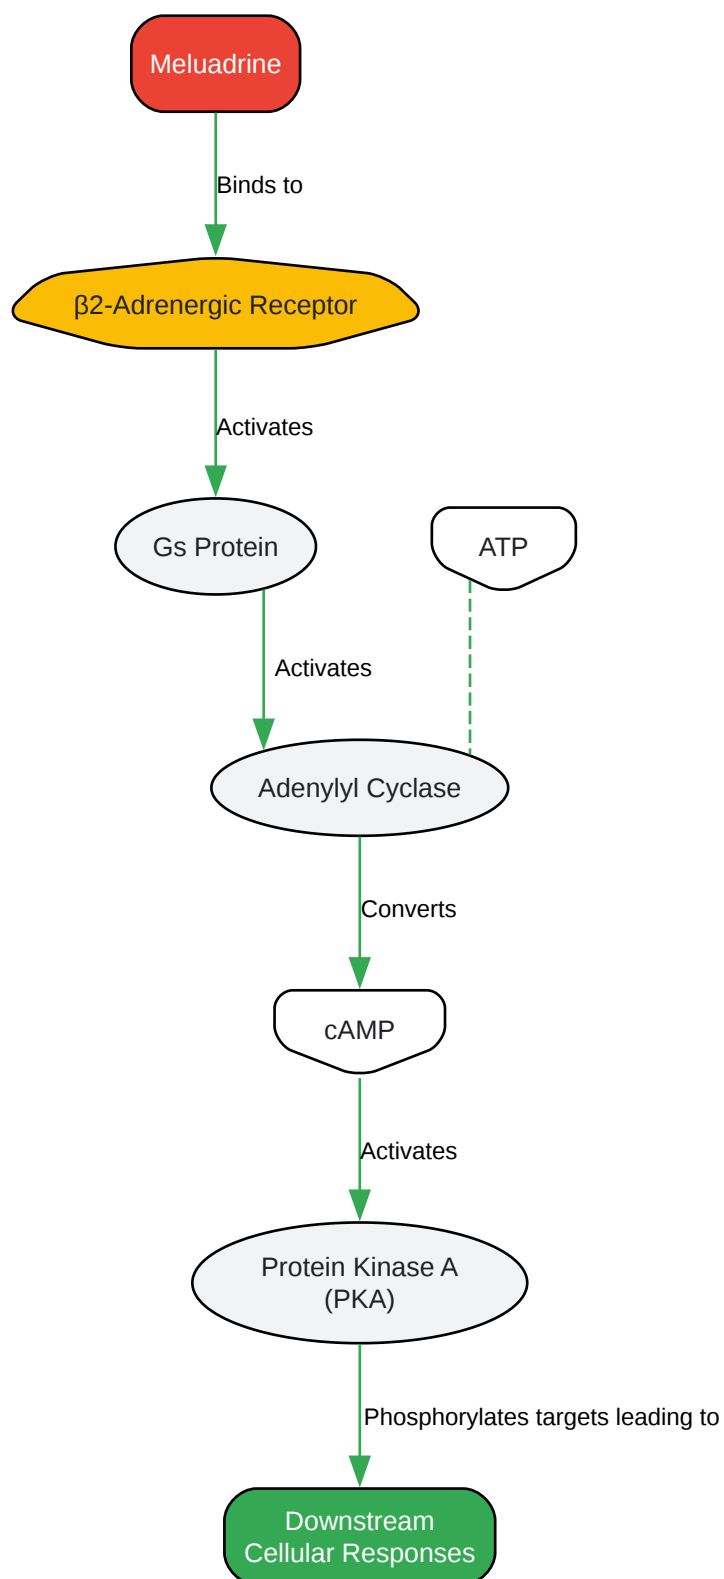 Meluadrine
Binds to
β2-Adrenergic Receptor
Activates
Gs Protein
ATP
Activates
Adenylyl Cyclase
Converts
cAMP
Activates
Protein Kinase A
(PKA)
Phosphorylates targets leading to
Downstream
Cellular Responses